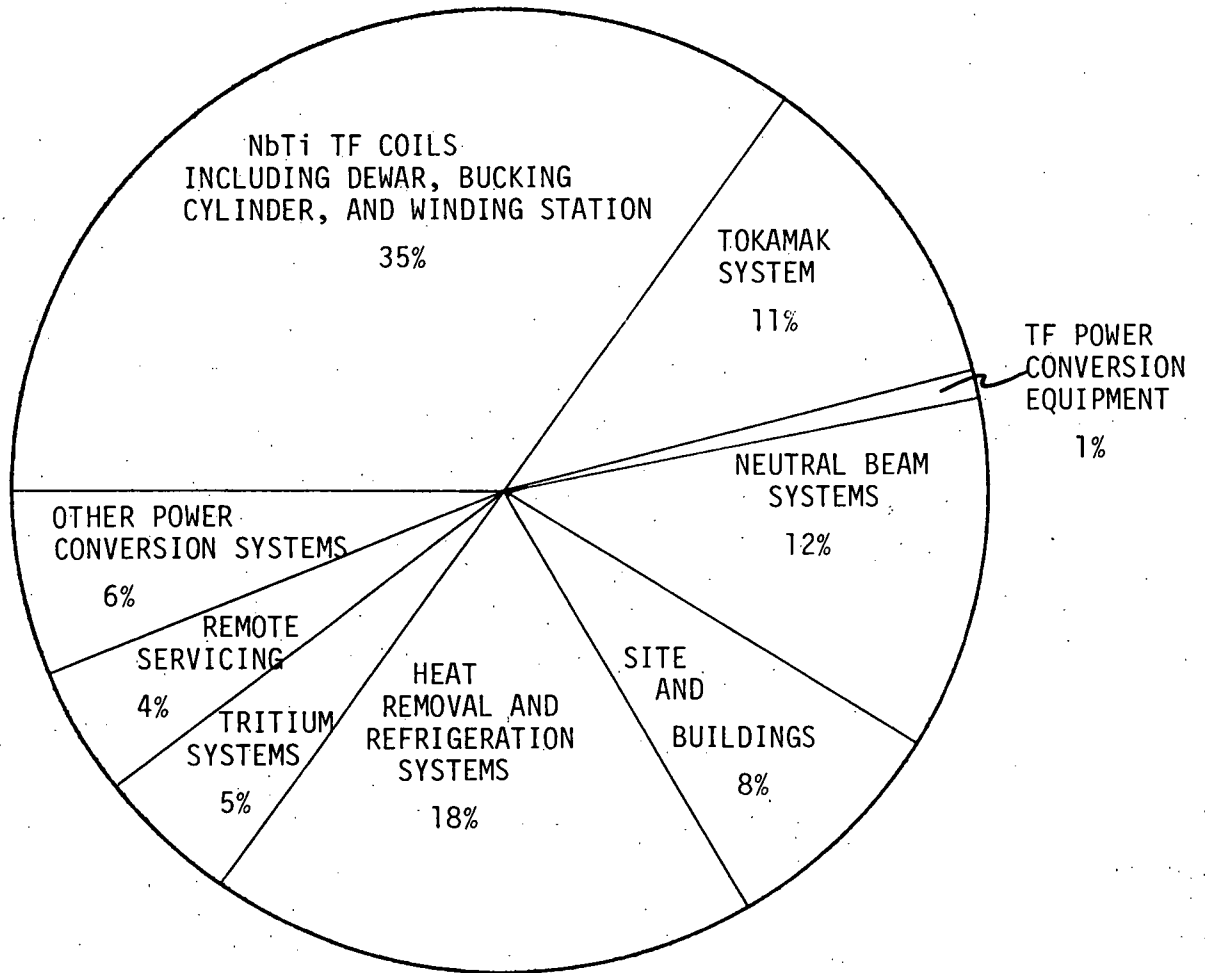 NbTi TF COILS
INCLUDING DEWAR, BUCKING
CYLINDER, AND WINDING STATION
35%
TOKAMAK
SYSTEM
11%
TF POWER
CONVERSION
EQUIPMENT
1%
NEUTRAL BEAM
SYSTEMS
12%
SITE
AND
BUILDINGS
8%
HEAT
REMOVAL AND
REFRIGERATION
SYSTEMS
18%
TRITIUM
SYSTEMS
5%
REMOTE
SERVICING
4%
OTHER POWER
CONVERSION SYSTEMS
6%